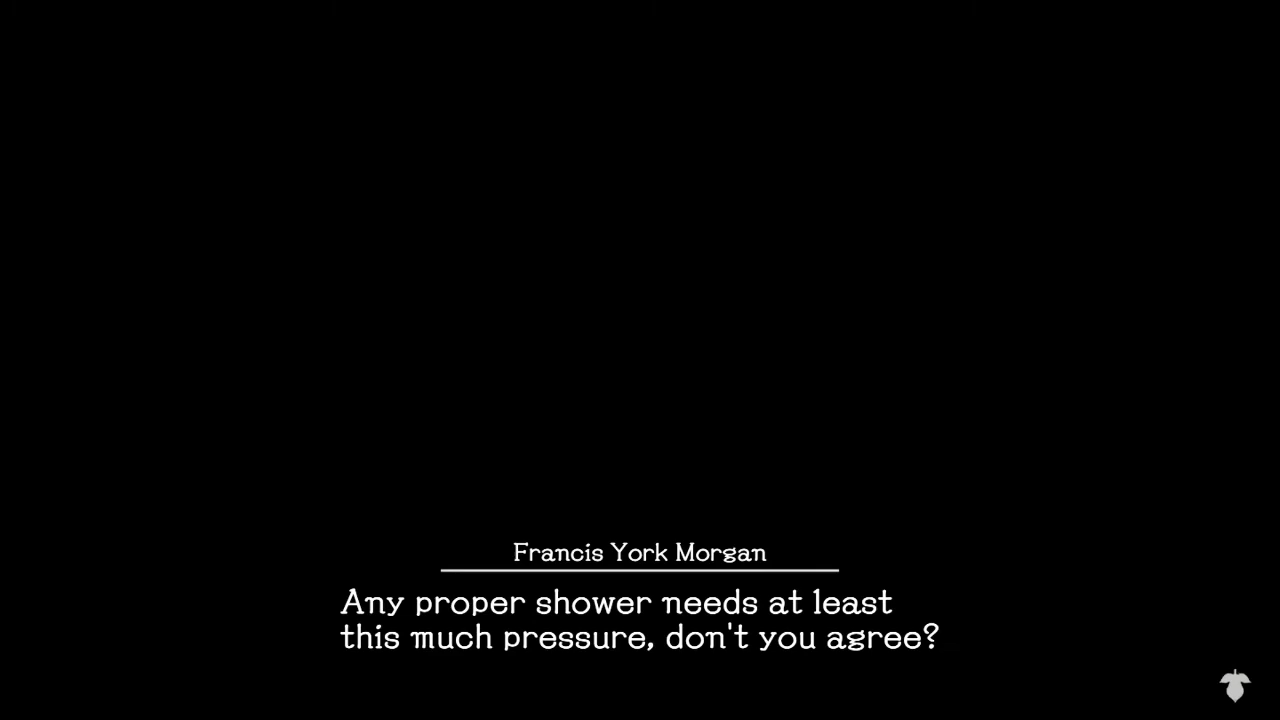 Francis York Morgan
Any proper shower needs at least
this much pressure, don't you agree?